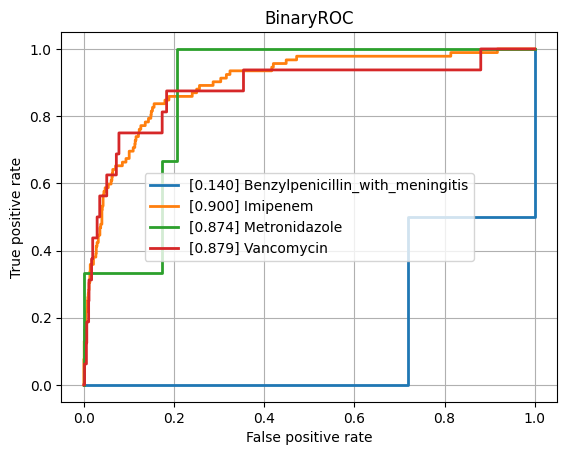 BinaryROC
True positive rate
1.0
0.8
0.6
0.4
0.2
0.0
[0.140] Benzylpenicillin_with_meningitis
[0.900] Imipenem
[0.874] Metronidazole
[0.879] Vancomycin
0.0 0.2 0.4 0.6 0.8 1.0
False positive rate